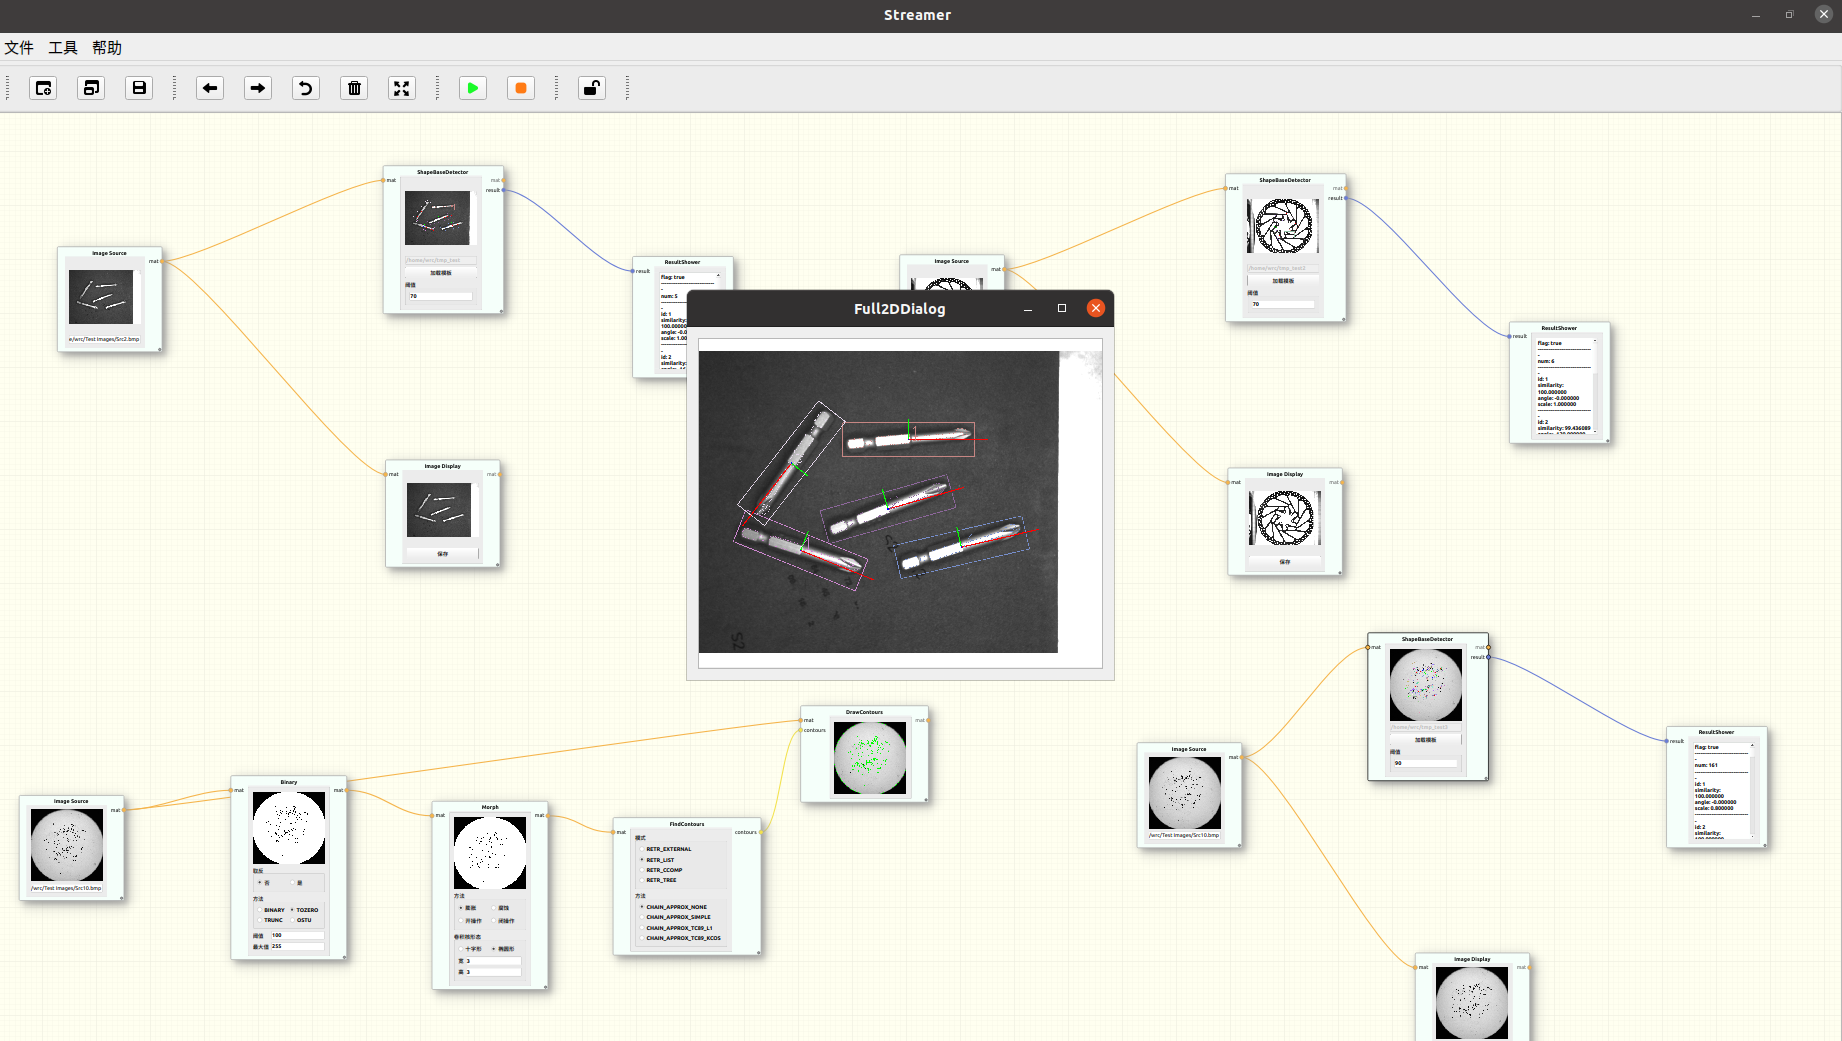 Streamer
文件 工具 帮助
ShapeBaseDetector
mat
mat
result
/home/wrc/tmp_test
加载模板
阈值
70
Image Source
mat
e/wrc/Test Images/Src2.bmp
ResultShower
result
flag: true
num: 5
id: 1
similarity:
100.0000
angle: -0.0
scale: 1.00
id: 2
Image Display
mat
mat
保存
Image Source
mat
ShapeBaseDetector
mat
mat
result
/home/wrc/tmp_test2
加载模板
阈值
70
ResultShower
result
flag: true
num: 6
id: 1
similarity:
100.000000
angle: -0.000000
scale: 1.000000
id: 2
similarity: 99.436089
Image Display
mat
mat
保存
Full2DDialog
S2
Image Source
mat
/wrc/Test Images/Src10.bmp
Binary
mat
mat
取反
否 是
方法
BINARY TOZERO
TRUNC OSTU
阈值 100
最大值 255
Morph
mat
mat
方法
膨胀 腐蚀
开操作 闭操作
卷积核形态
十字形 椭圆形
宽 3
高 3
FindContours
mat
contours
模式
RETR_EXTERNAL
RETR_LIST
RETR_CCOMP
RETR_TREE
方法
CHAIN_APPROX_NONE
CHAIN_APPROX_SIMPLE
CHAIN_APPROX_TC89_L1
CHAIN_APPROX_TC89_KCOS
DrawContours
mat
contours
mat
Image Source
mat
/wrc/Test Images/Src10.bmp
ShapeBaseDetector
mat
mat
result
/home/wrc/tmp_test3
加载模板
阈值
90
ResultShower
result
flag: true
num: 161
id: 1
similarity:
100.000000
angle: -0.000000
scale: 0.800000
id: 2
similarity:
Image Display
mat
mat